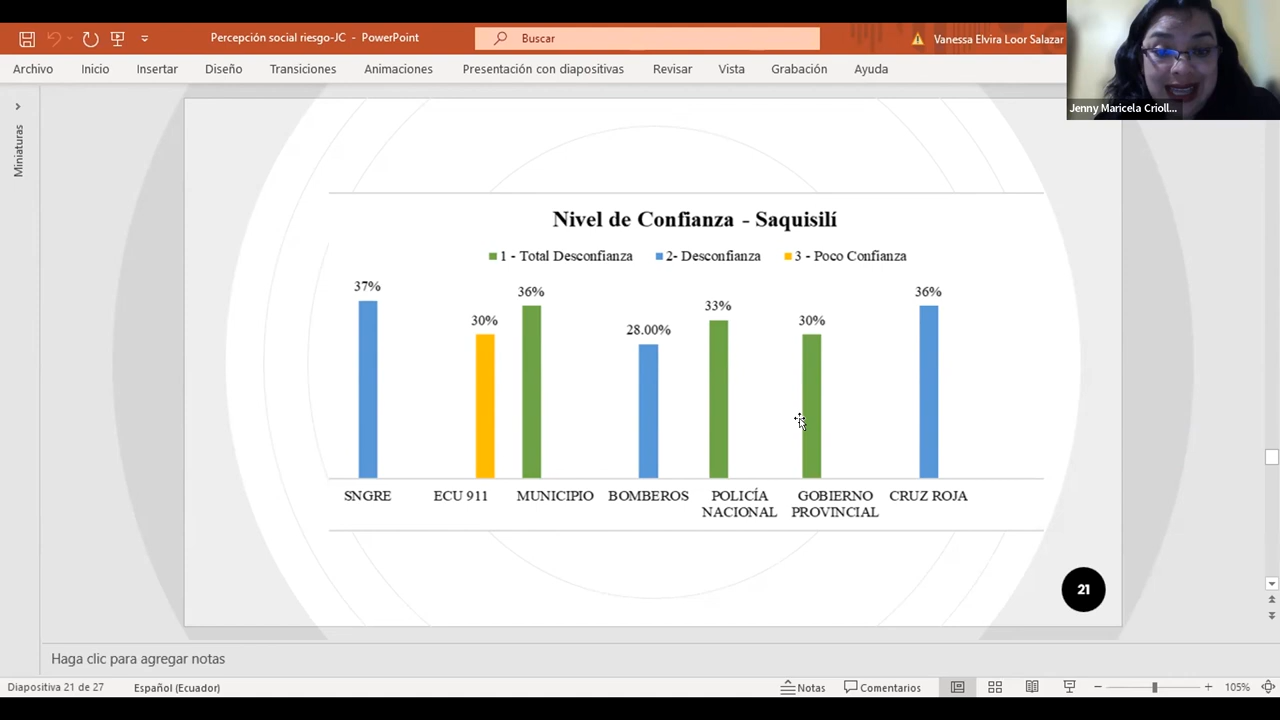 Percepción social riesgo-JC - PowerPoint
Buscar
Vanessa Elvira Loor Salazar
Archivo
Inicio
Insertar
Diseño
Transiciones
Animaciones
Presentación con diapositivas
Revisar
Vista
Grabación
Ayuda
Jenny Maricela Crioll...
Miniaturas
Nivel de Confianza - Saquisilí
1 - Total Desconfianza
2- Desconfianza
3 - Poco Confianza
37%
30%
36%
28.00%
33%
30%
36%
SNGRE
ECU 911
MUNICIPIO
BOMBEROS
POLICÍA
NACIONAL
GOBIERNO
PROVINCIAL
CRUZ ROJA
21
Haga clic para agregar notas
Diapositiva 21 de 27
Español (Ecuador)
Notas
Comentarios
105%